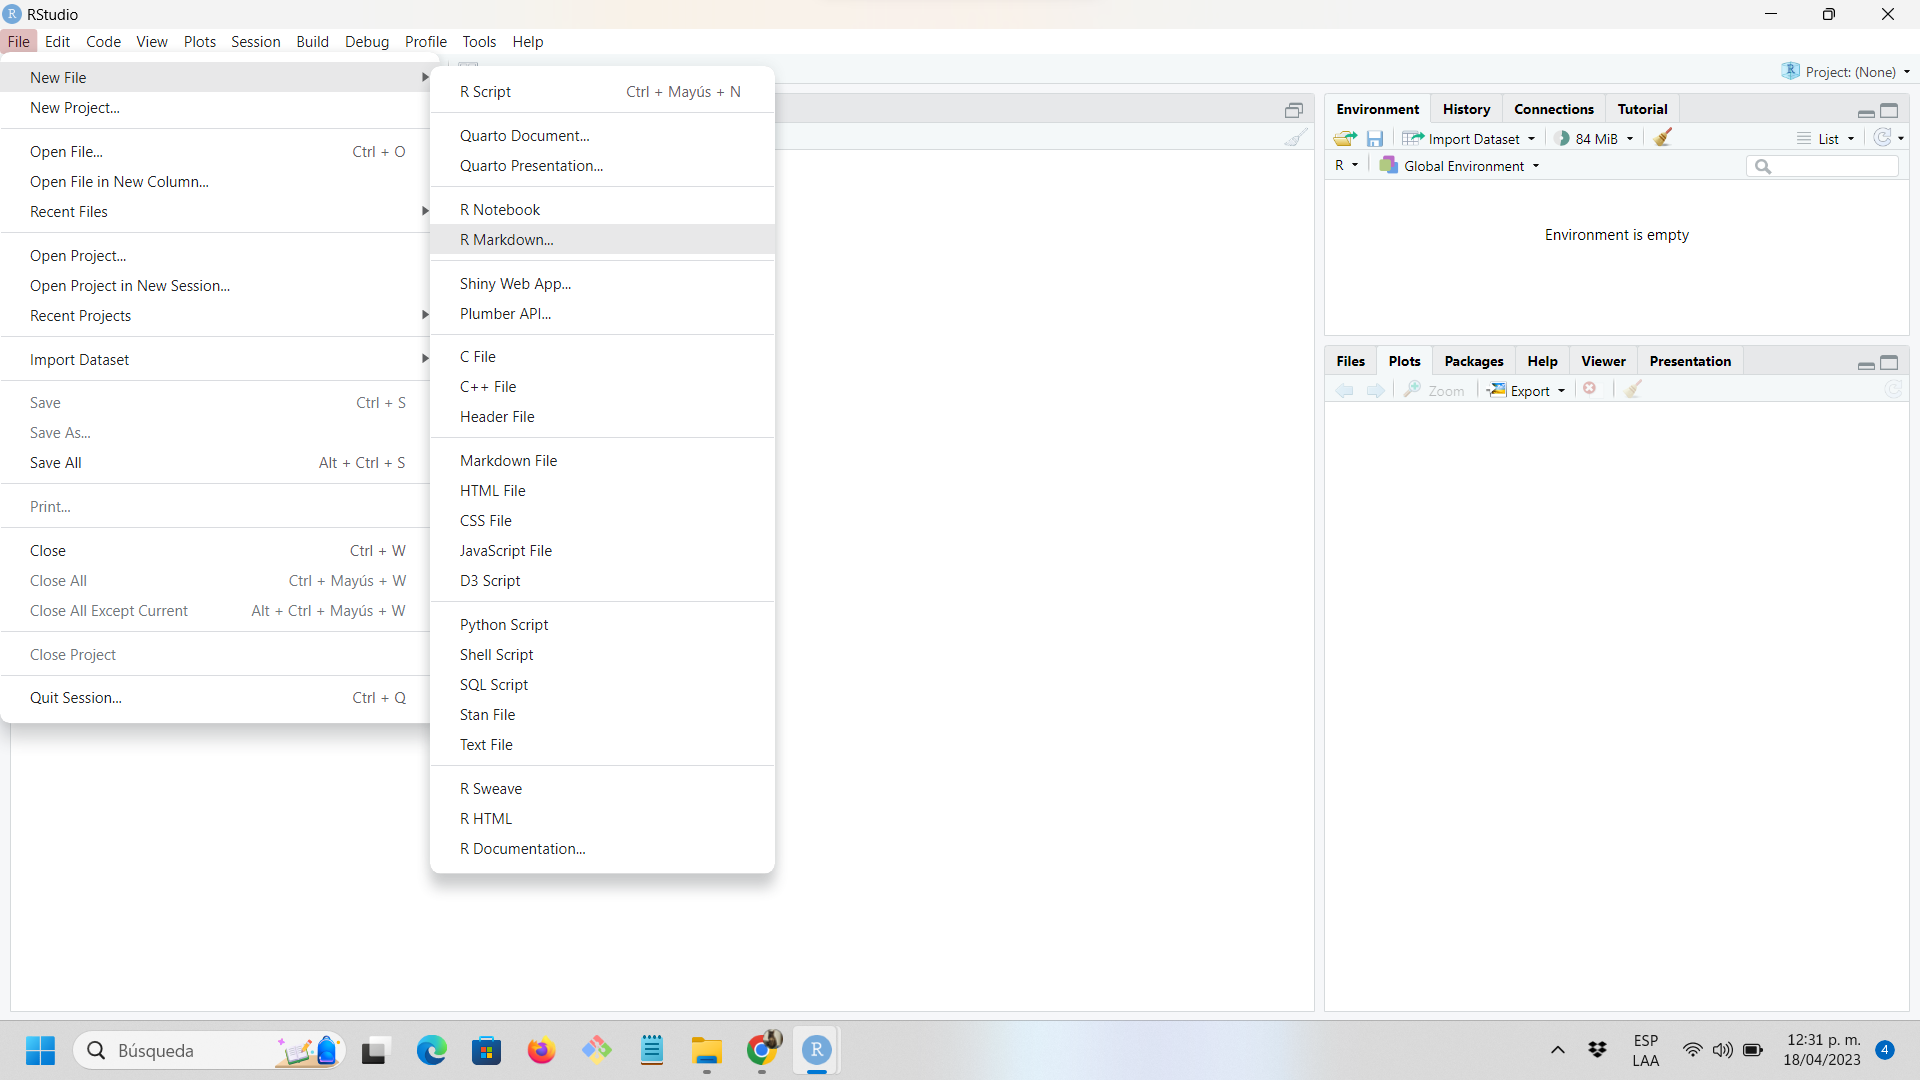 RStudio
File Edit Code View Plots Session Build Debug Profile Tools Help
Project: (None)
New File
New Project...
Open File... Ctrl + O
Open File in New Column...
Recent Files
Open Project...
Open Project in New Session...
Recent Projects
Import Dataset
Save Ctrl + S
Save As...
Save All Alt + Ctrl + S
Print...
Close Ctrl + W
Close All Ctrl + Mayús + W
Close All Except Current Alt + Ctrl + Mayús + W
Close Project
Quit Session... Ctrl + Q
R Script Ctrl + Mayús + N
Quarto Document...
Quarto Presentation...
R Notebook
R Markdown...
Shiny Web App...
Plumber API...
C File
C++ File
Header File
Markdown File
HTML File
CSS File
JavaScript File
D3 Script
Python Script
Shell Script
SQL Script
Stan File
Text File
R Sweave
R HTML
R Documentation...
Environment History Connections Tutorial
Import Dataset 84 MiB List
R Global Environment
Environment is empty
Files Plots Packages Help Viewer Presentation
Zoom Export
Búsqueda
ESP
LAA
12:31 p. m.
18/04/2023
4